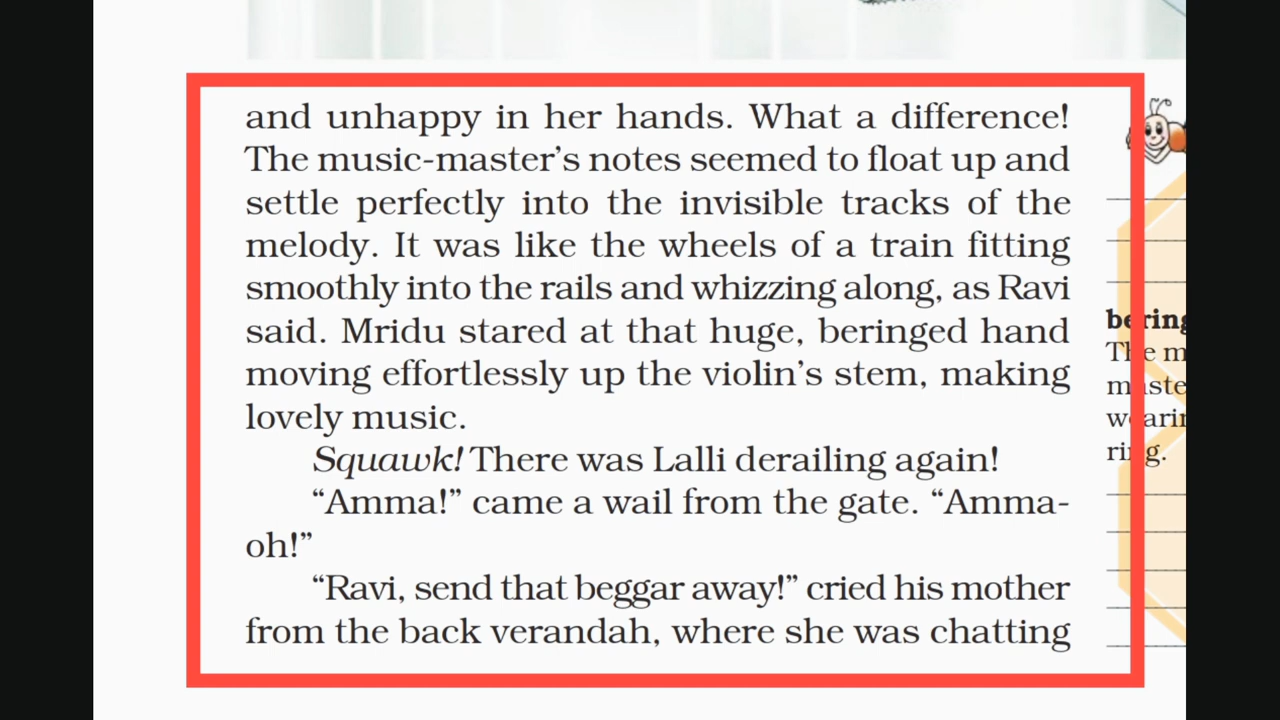 and unhappy in her hands. What a difference!
The music-master’s notes seemed to float up and
settle perfectly into the invisible tracks of the
melody. It was like the wheels of a train fitting
smoothly into the rails and whizzing along, as Ravi
said. Mridu stared at that huge, beringed hand
moving effortlessly up the violin’s stem, making
lovely music.
Squawk! There was Lalli derailing again!
“Amma!” came a wail from the gate. “Amma-
oh!”
“Ravi, send that beggar away!” cried his mother
from the back verandah, where she was chatting
ring.